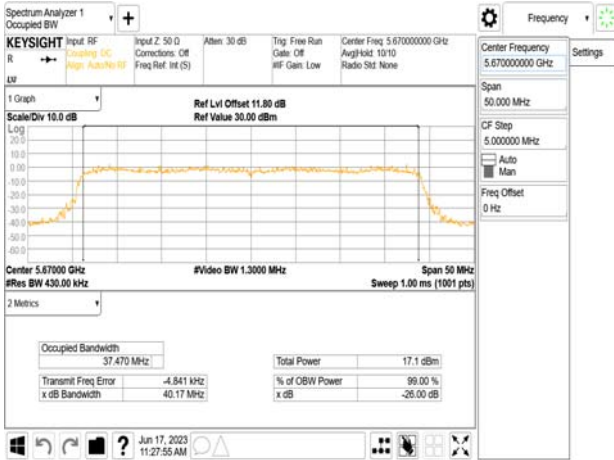 Spectrum Analyzer 1
Occupied BW
Frequency
KEYSIGHT
R
LXI
Input: RF
Coupling: DC
Align: Auto/No RF
Input Z: 50 Ω
Corrections: Off
Freq Ref: Int (S)
Atten: 30 dB
Trig: Free Run
Gate: Off
#IF Gain: Low
Center Freq: 5.670000000 GHz
Avg|Hold: 10/10
Radio Std: None
Center Frequency
5.670000000 GHz
Settings
Span
50.000 MHz
CF Step
5.000000 MHz
Auto
Man
Freq Offset
0 Hz
1 Graph
Scale/Div 10.0 dB
Ref Lvl Offset 11.80 dB
Ref Value 30.00 dBm
Log
20.0
10.0
0.00
-10.0
-20.0
-30.0
-40.0
-50.0
-60.0
Center 5.67000 GHz
#Res BW 430.00 kHz
#Video BW 1.3000 MHz
Span 50 MHz
Sweep 1.00 ms (1001 pts)
2 Metrics
Occupied Bandwidth
37.470 MHz
Total Power 17.1 dBm
Transmit Freq Error -4.841 kHz
% of OBW Power 99.00 %
x dB Bandwidth 40.17 MHz
x dB -26.00 dB
?
Jun 17, 2023
11:27:55 AM